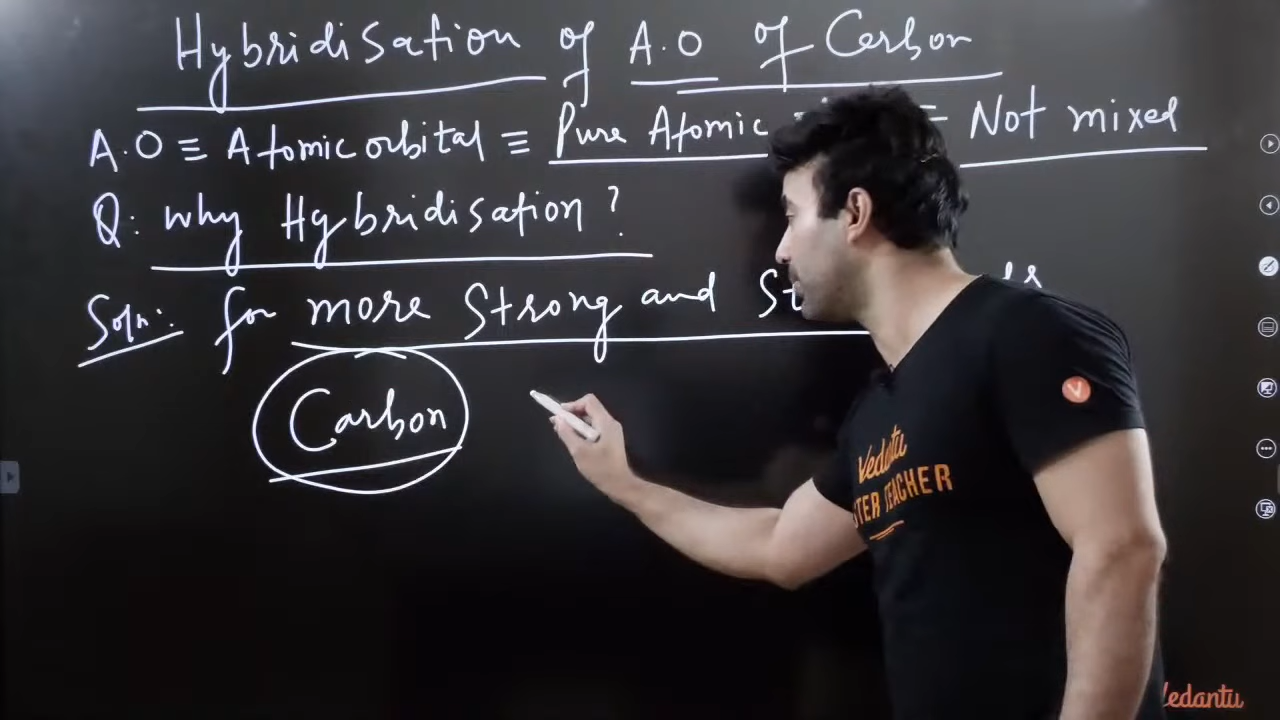 Hybridisation of A.O of Carbon
A.O ≡ Atomic orbital ≡ Pure Atomic = Not mixed
Q: why Hybridisation ?
Soln: for more Strong and
Carbon
V
Vedantu
TEACHER
Vedantu